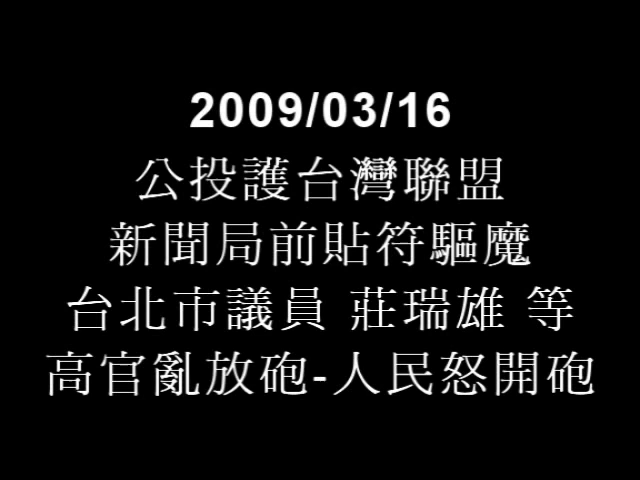 2009/03/16
公投護台灣聯盟
新聞局前貼符驅魔
台北市議員 莊瑞雄 等
高官亂放砲-人民怒開砲